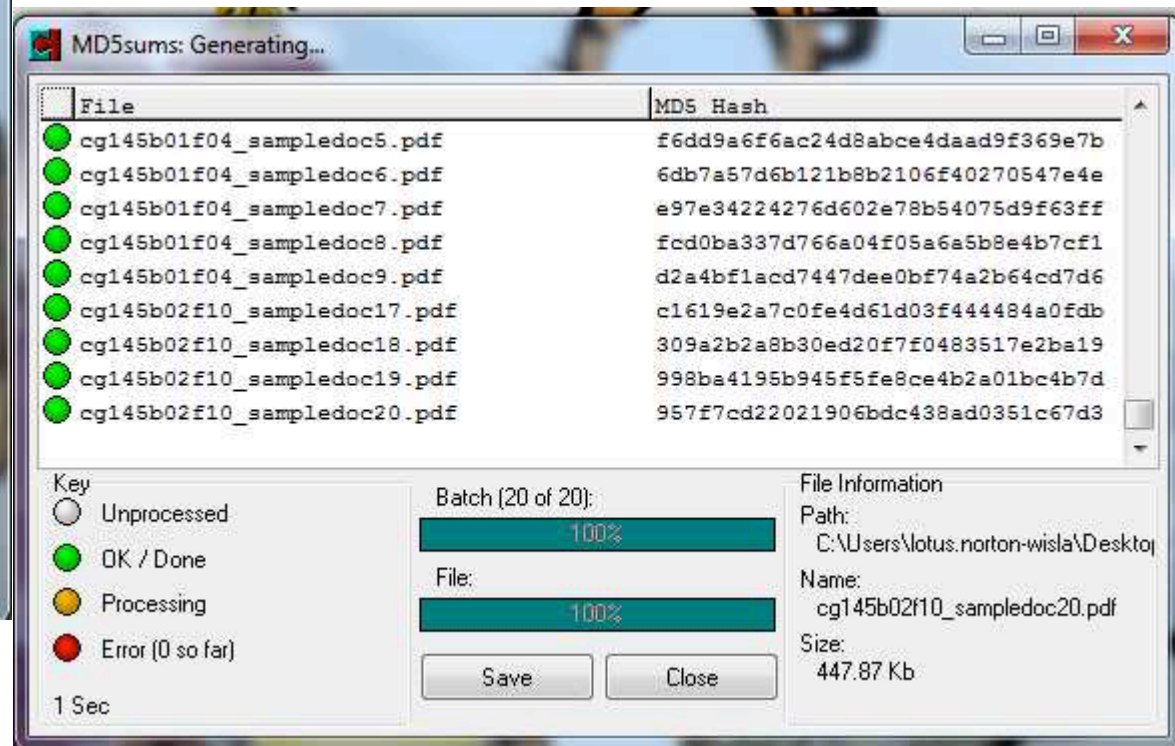 MD5sums: Generating...
File MD5 Hash
cg145b01f04_sampledoc5.pdf f6dd9a6f6ac24d8abce4daad9f369e7b
cg145b01f04_sampledoc6.pdf 6db7a57d6b121b8b2106f40270547e4e
cg145b01f04_sampledoc7.pdf e97e34224276d602e78b54075d9f63ff
cg145b01f04_sampledoc8.pdf fcd0ba337d766a04f05a6a5b8e4b7cf1
cg145b01f04_sampledoc9.pdf d2a4bf1acd7447dee0bf74a2b64cd7d6
cg145b02f10_sampledoc17.pdf c1619e2a7c0fe4d61d03f444484a0fdb
cg145b02f10_sampledoc18.pdf 309a2b2a8b30ed20f7f0483517e2ba19
cg145b02f10_sampledoc19.pdf 998ba4195b945f5fe8ce4b2a01bc4b7d
cg145b02f10_sampledoc20.pdf 957f7cd22021906bdc438ad0351c67d3
Key
Unprocessed
OK / Done
Processing
Error (0 so far)
1 Sec
Batch (20 of 20):
100%
File:
100%
Save Close
File Information
Path:
C:\Users\lotus.norton-wisla\Desktop
Name:
cg145b02f10_sampledoc20.pdf
Size:
447.87 Kb